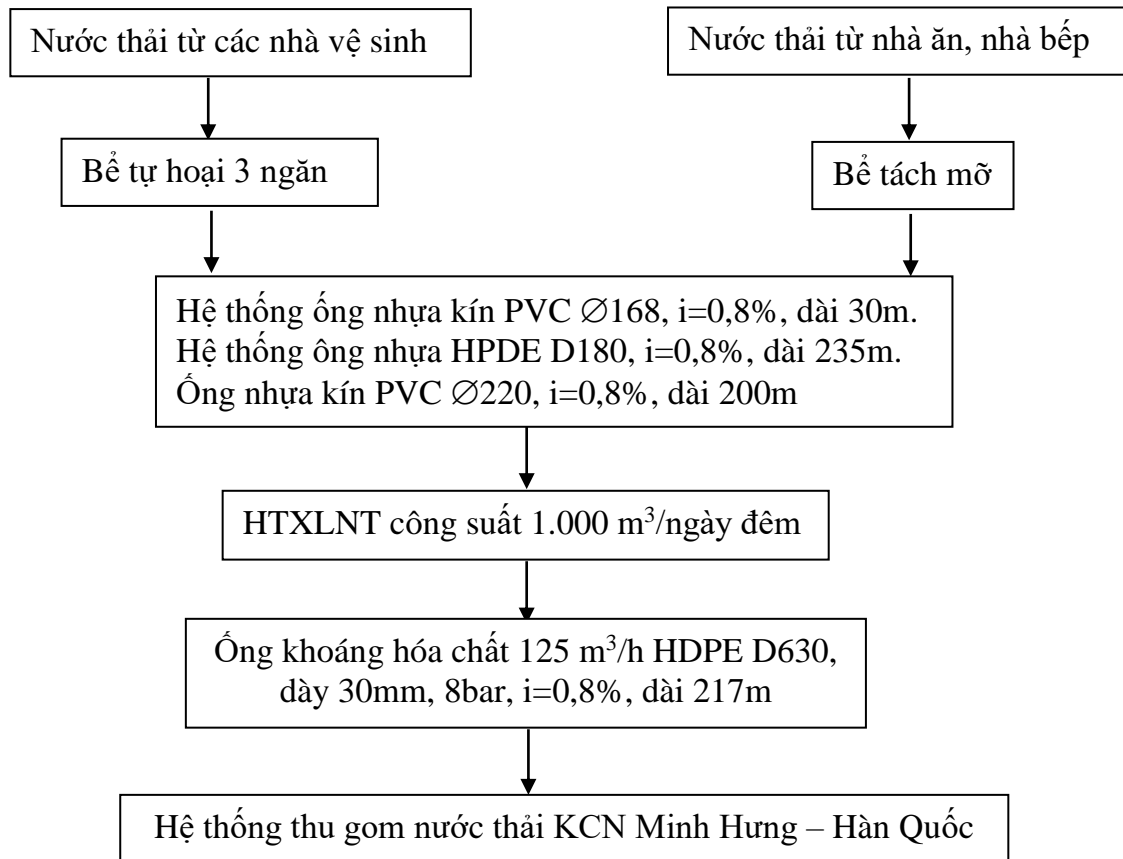 Nước thải từ các nhà vệ sinh
Nước thải từ nhà ăn, nhà bếp
Bể tự hoại 3 ngăn
Bể tách mỡ
Hệ thống ống nhựa kín PVC ∅168, i=0,8%, dài 30m.
Hệ thống ông nhựa HPDE D180, i=0,8%, dài 235m.
Ống nhựa kín PVC ∅220, i=0,8%, dài 200m
HTXLNT công suất 1.000 m³/ngày đêm
Ống khoáng hóa chất 125 m³/h HDPE D630,
dày 30mm, 8bar, i=0,8%, dài 217m
Hệ thống thu gom nước thải KCN Minh Hưng – Hàn Quốc